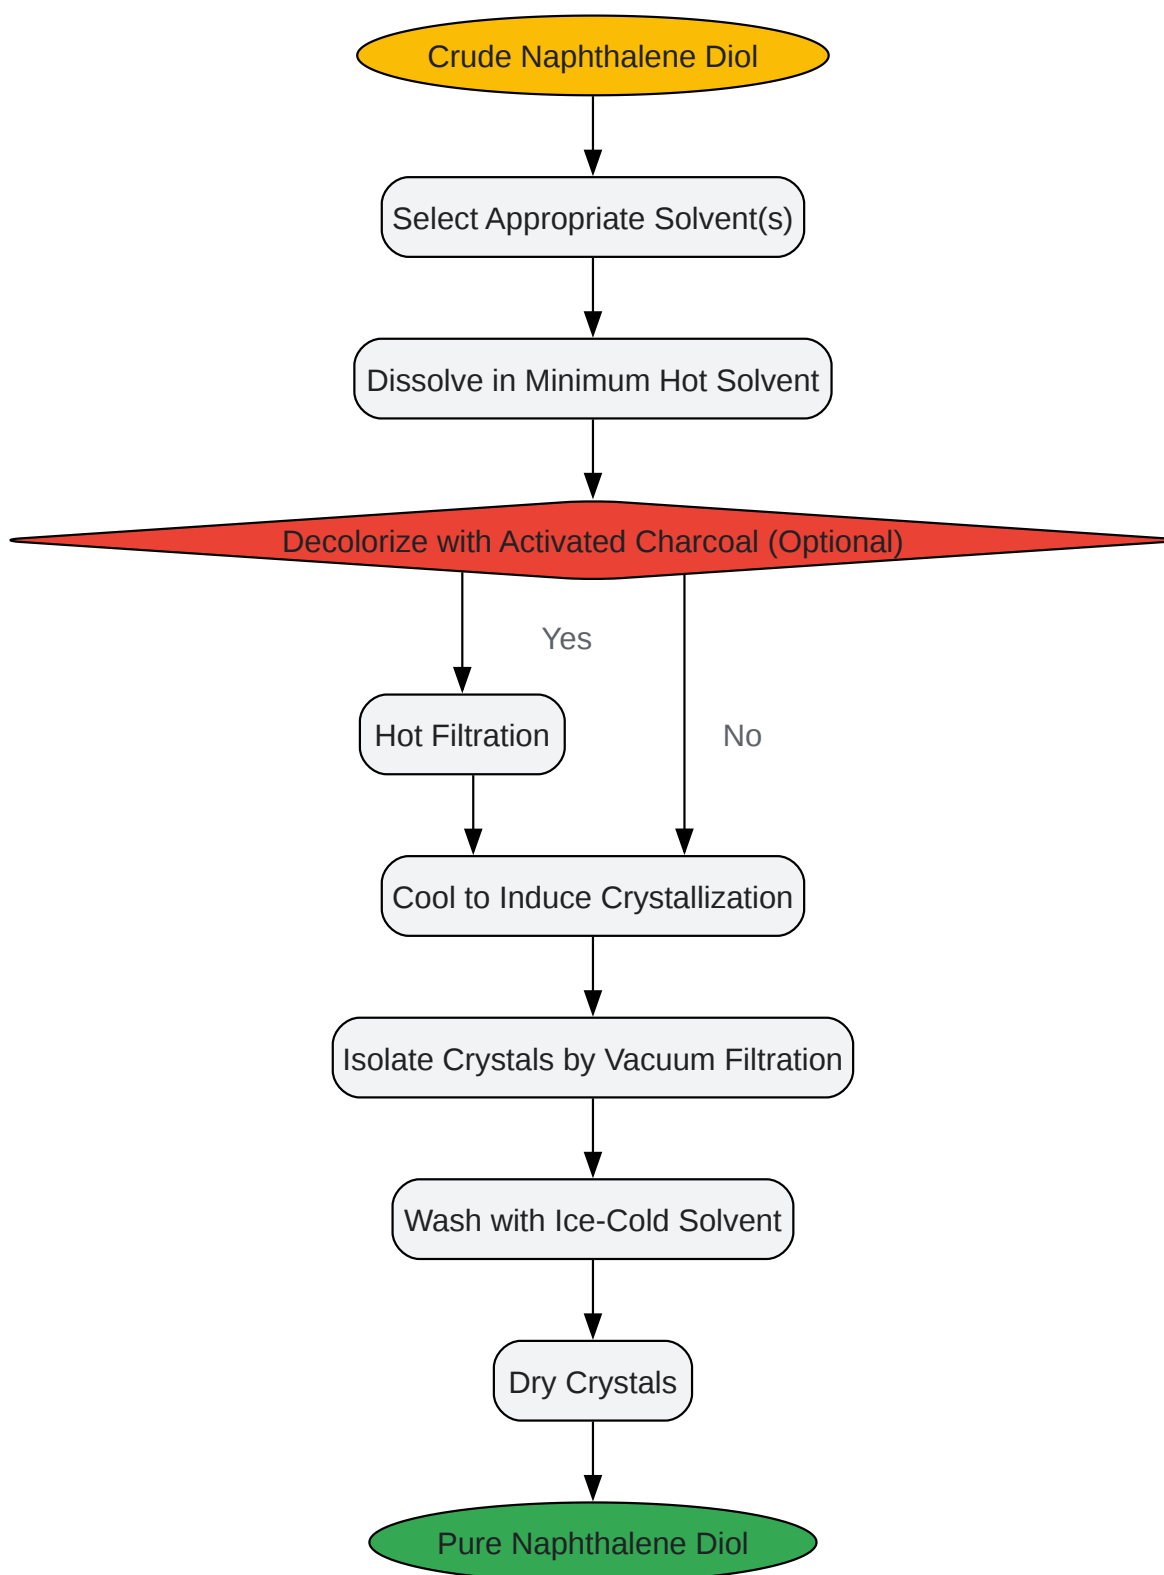 Crude Naphthalene Diol
Select Appropriate Solvent(s)
Dissolve in Minimum Hot Solvent
Decolorize with Activated Charcoal (Optional)
Yes
Hot Filtration
No
Cool to Induce Crystallization
Isolate Crystals by Vacuum Filtration
Wash with Ice-Cold Solvent
Dry Crystals
Pure Naphthalene Diol